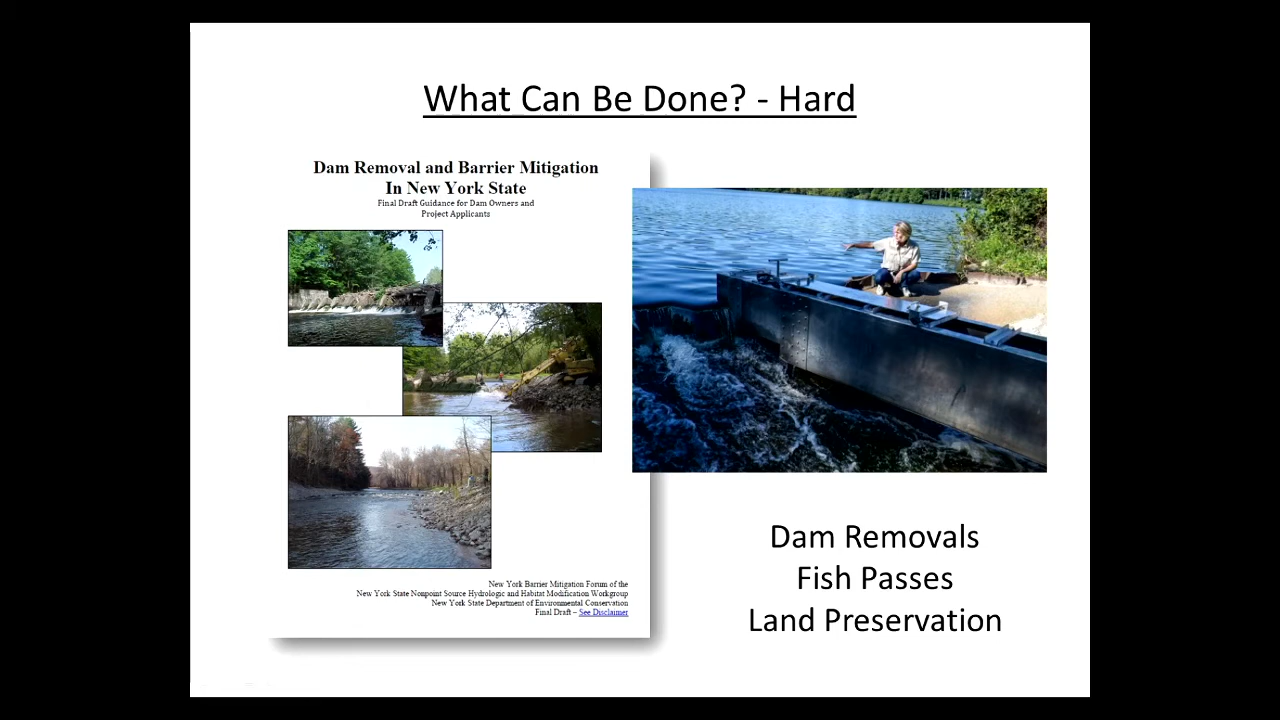 What Can Be Done? - Hard
Dam Removal and Barrier Mitigation
In New York State
Final Draft Guidance for Dam Owners and
Project Applicants
New York Barrier Mitigation Forum of the
New York State Nonpoint Source Hydrologic and Habitat Modification Workgroup
New York State Department of Environmental Conservation
Final Draft – See Disclaimer
Dam Removals
Fish Passes
Land Preservation